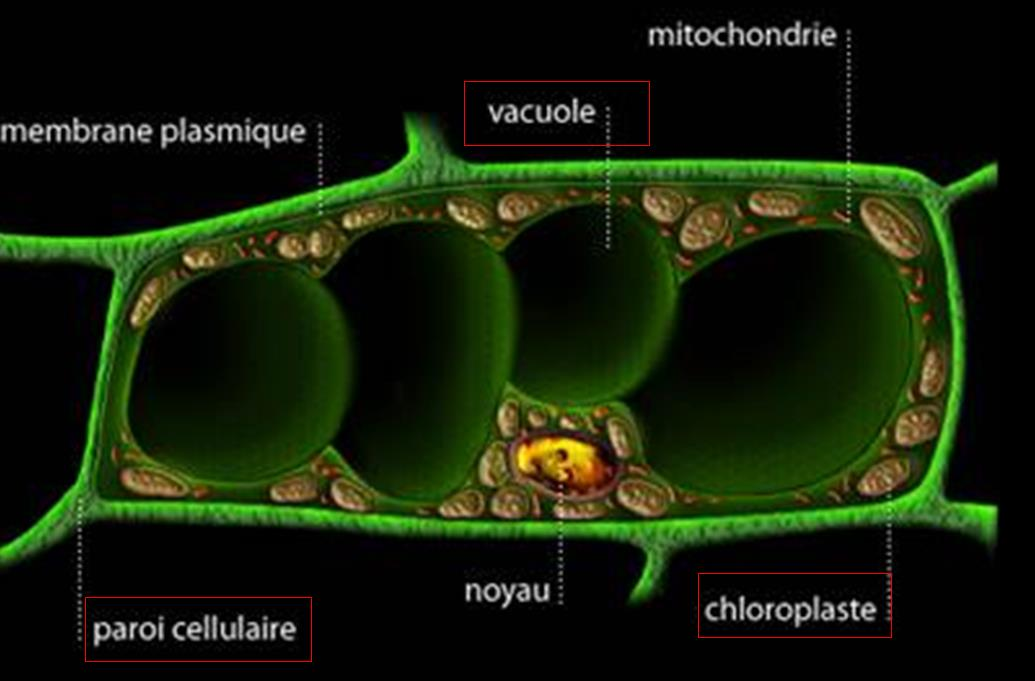 mitochondrie
vacuole
membrane plasmique
noyau
chloroplaste
paroi cellulaire